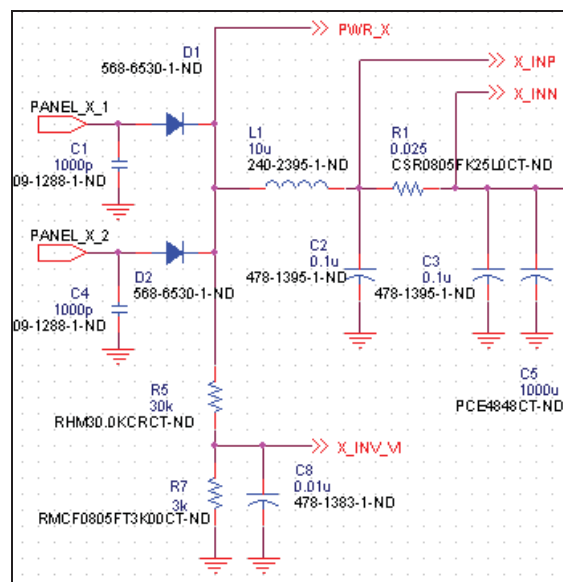 D1
568-6530-1-ND
PWR_X
X_INP
X_INN
PANEL_X_1
C1
1000p
09-1288-1-ND
L1
10u
240-2395-1-ND
R1
0.025
CSR0805FK25L0CT-ND
PANEL_X_2
D2
568-6530-1-ND
C4
1000p
09-1288-1-ND
C2
0.1u
478-1395-1-ND
C3
0.1u
478-1395-1-ND
C5
1000u
PCE4848CT-ND
R5
30k
RHM30.0KCRCT-ND
X_INV_VI
R7
3k
RMCF0805FT3K00CT-ND
C8
0.01u
478-1383-1-ND